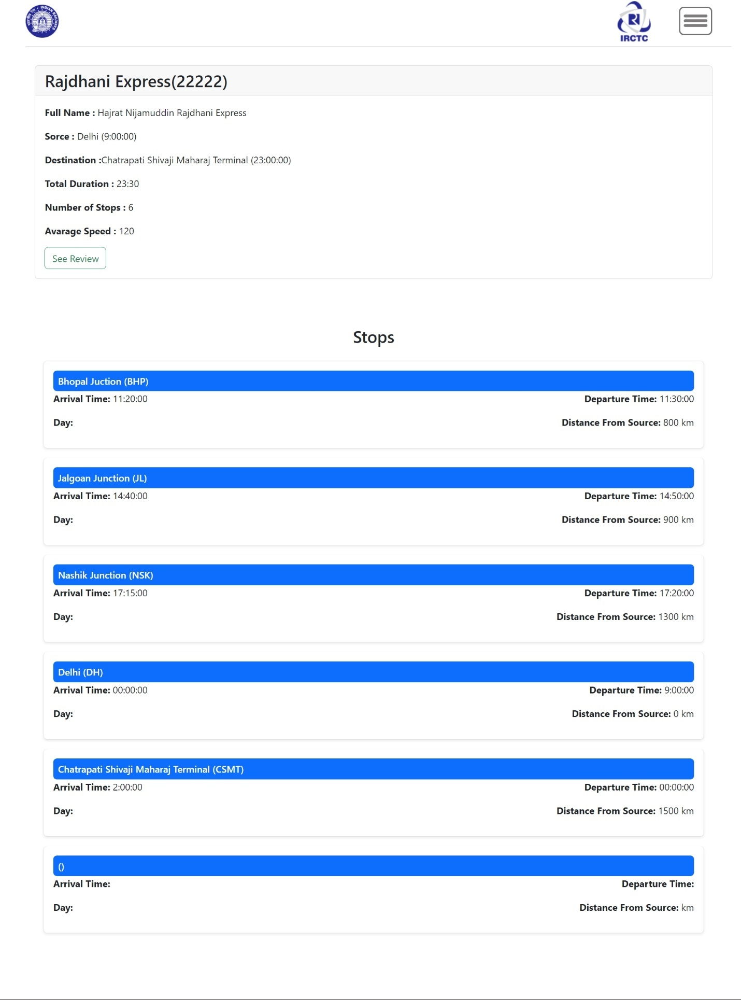 INDIAN RAILWAYS
भारतीय रेल
IRCTC
Rajdhani Express(22222)
Full Name : Hajrat Nijamuddin Rajdhani Express
Sorce : Delhi (9:00:00)
Destination :Chatrapati Shivaji Maharaj Terminal (23:00:00)
Total Duration : 23:30
Number of Stops : 6
Avarage Speed : 120
See Review
Stops
Bhopal Juction (BHP)
Arrival Time: 11:20:00 Departure Time: 11:30:00
Day: Distance From Source: 800 km
Jalgoan Junction (JL)
Arrival Time: 14:40:00 Departure Time: 14:50:00
Day: Distance From Source: 900 km
Nashik Junction (NSK)
Arrival Time: 17:15:00 Departure Time: 17:20:00
Day: Distance From Source: 1300 km
Delhi (DH)
Arrival Time: 00:00:00 Departure Time: 9:00:00
Day: Distance From Source: 0 km
Chatrapati Shivaji Maharaj Terminal (CSMT)
Arrival Time: 2:00:00 Departure Time: 00:00:00
Day: Distance From Source: 1500 km
()
Arrival Time: Departure Time:
Day: Distance From Source: km